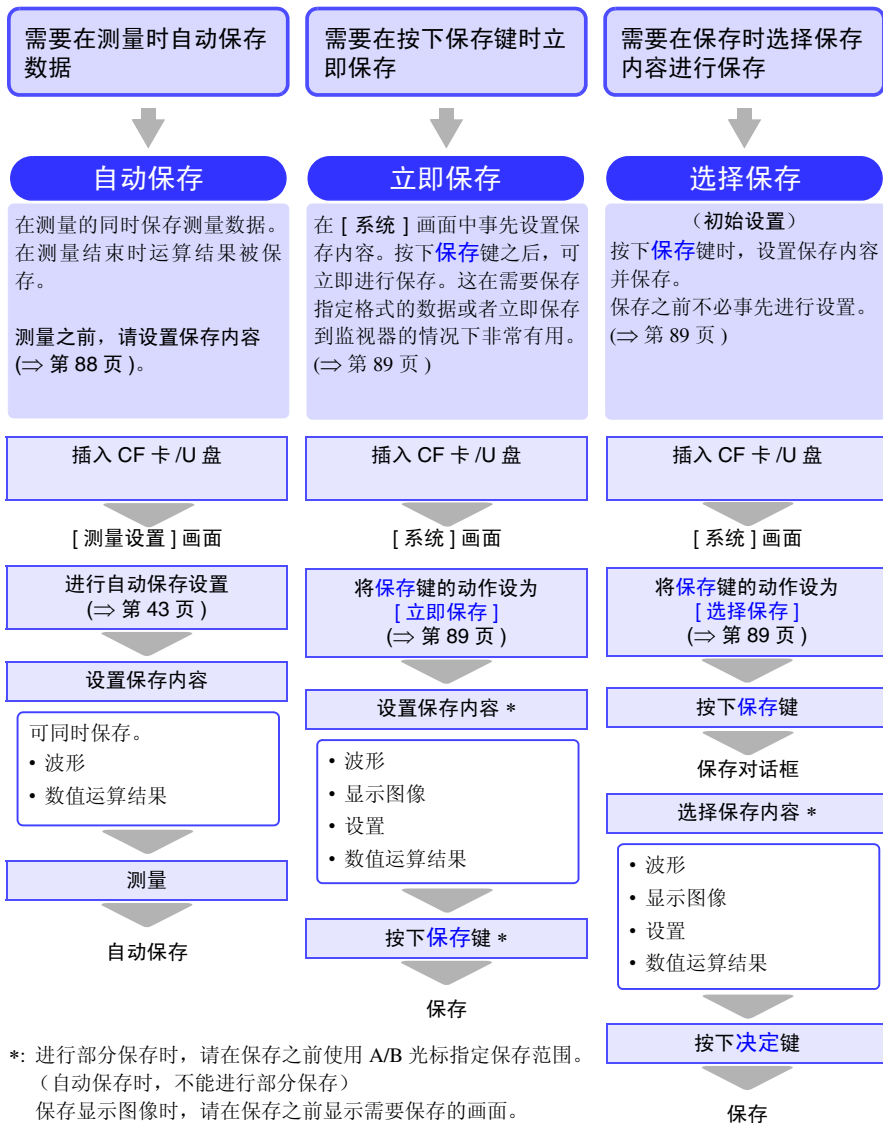 需要在测量时自动保存
数据
自动保存
在测量的同时保存测量数据。
在测量结束时运算结果被保
存。
测量之前，请设置保存内容
(⇒ 第 88 页 )。
插入 CF 卡 /U 盘
[ 测量设置 ] 画面
进行自动保存设置
(⇒ 第 43 页 )
设置保存内容
可同时保存。
• 波形
• 数值运算结果
测量
自动保存
需要在按下保存键时立
即保存
立即保存
在 [ 系统 ] 画面中事先设置保
存内容。按下保存键之后，可
立即进行保存。这在需要保存
指定格式的数据或者立即保存
到监视器的情况下非常有用。
(⇒ 第 89 页 )
插入 CF 卡 /U 盘
[ 系统 ] 画面
将保存键的动作设为
[ 立即保存 ]
(⇒ 第 89 页 )
设置保存内容 *
• 波形
• 显示图像
• 设置
• 数值运算结果
按下保存键 *
保存
需要在保存时选择保存
内容进行保存
选择保存
（初始设置）
按下保存键时，设置保存内容
并保存。
保存之前不必事先进行设置。
(⇒ 第 89 页 )
插入 CF 卡 /U 盘
[ 系统 ] 画面
将保存键的动作设为
[ 选择保存 ]
(⇒ 第 89 页 )
按下保存键
保存对话框
选择保存内容 *
• 波形
• 显示图像
• 设置
• 数值运算结果
按下决定键
保存
*: 进行部分保存时，请在保存之前使用 A/B 光标指定保存范围。
（自动保存时，不能进行部分保存）
保存显示图像时，请在保存之前显示需要保存的画面。